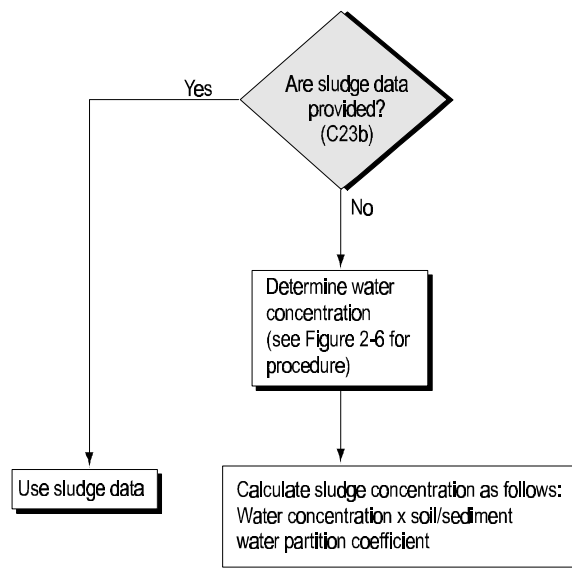 Are sludge data
provided?
(C23b)
Yes
No
Determine water
concentration
(see Figure 2-6 for
procedure)
Use sludge data
Calculate sludge concentration as follows:
Water concentration x soil/sediment
water partition coefficient